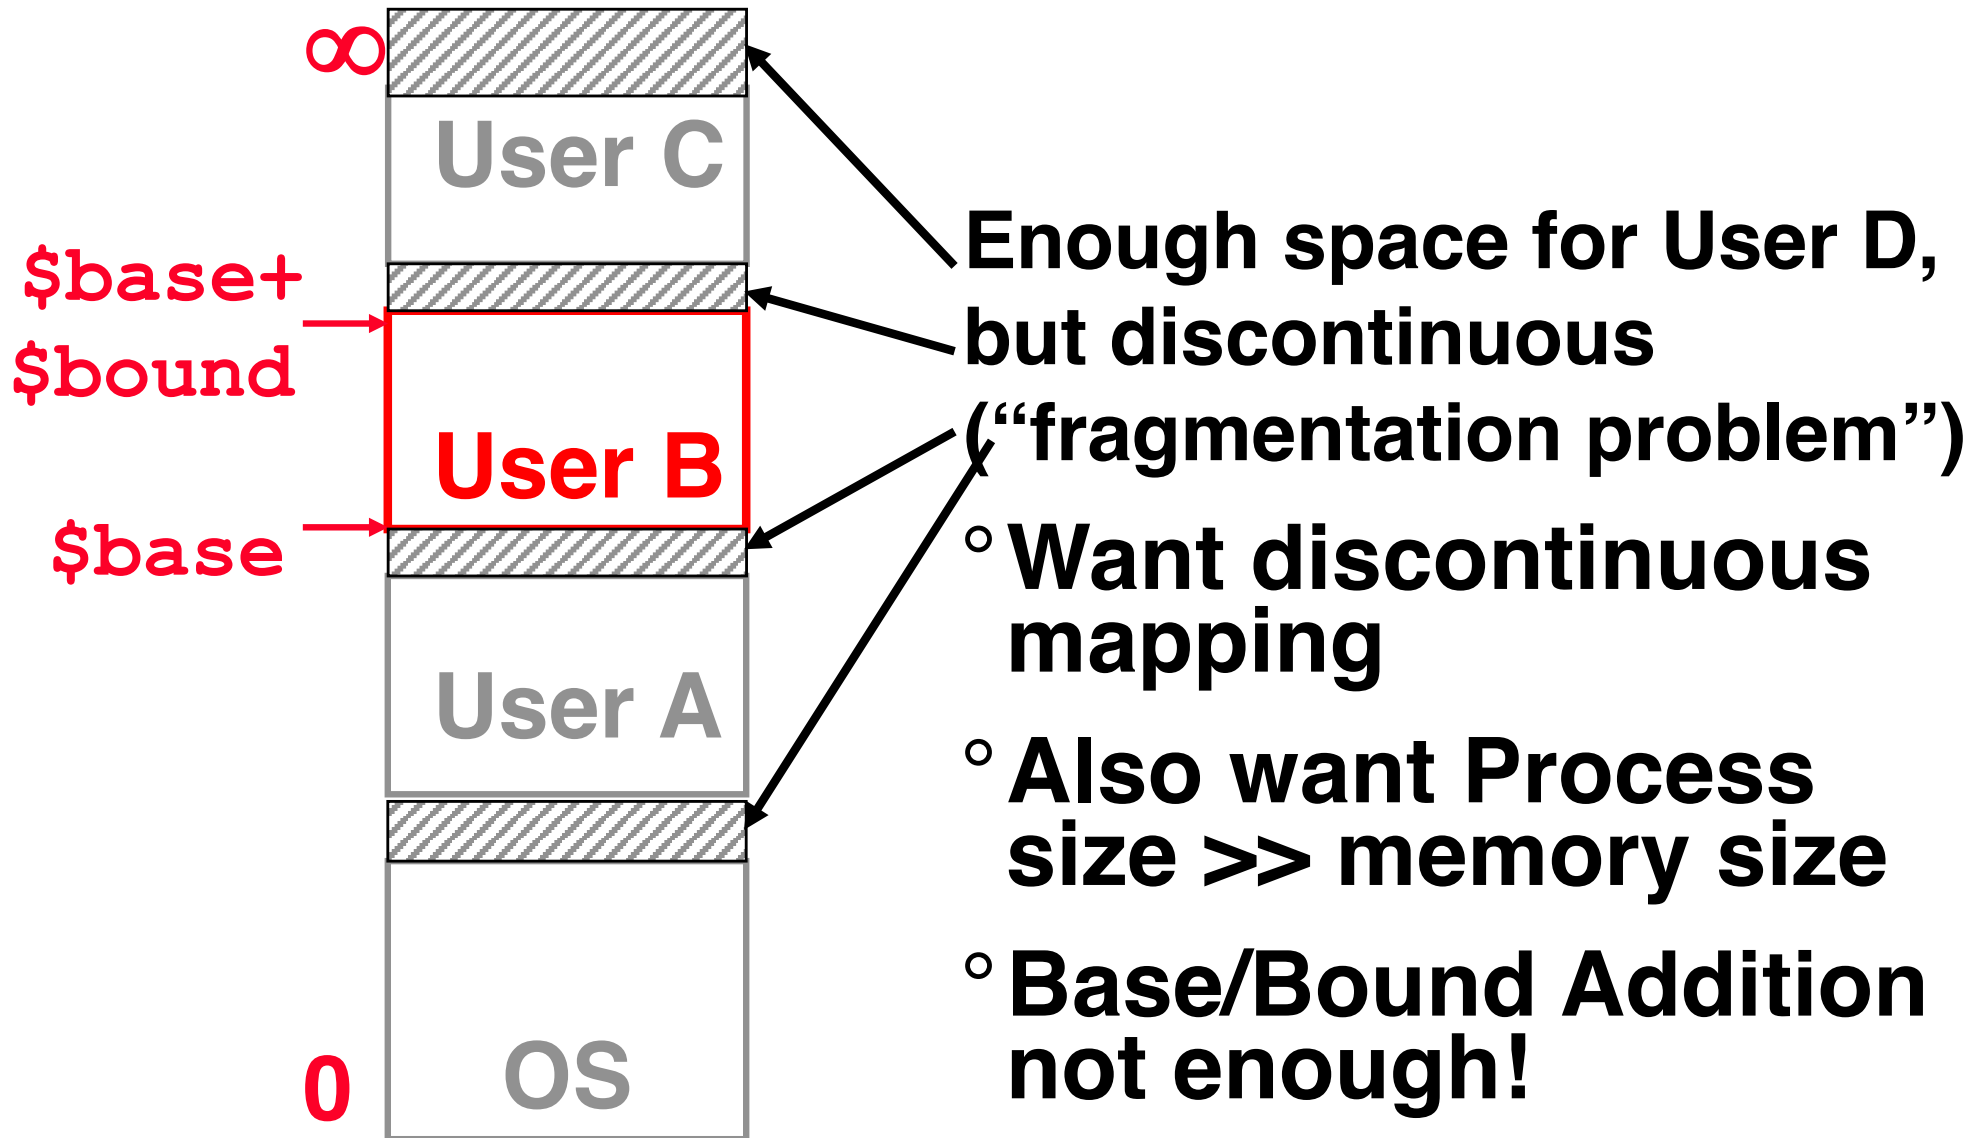 ∞
User C
$base+
$bound
User B
$base
User A
0
OS
Enough space for User D,
but discontinuous
(“fragmentation problem”)
° Want discontinuous
mapping
° Also want Process
size >> memory size
° Base/Bound Addition
not enough!